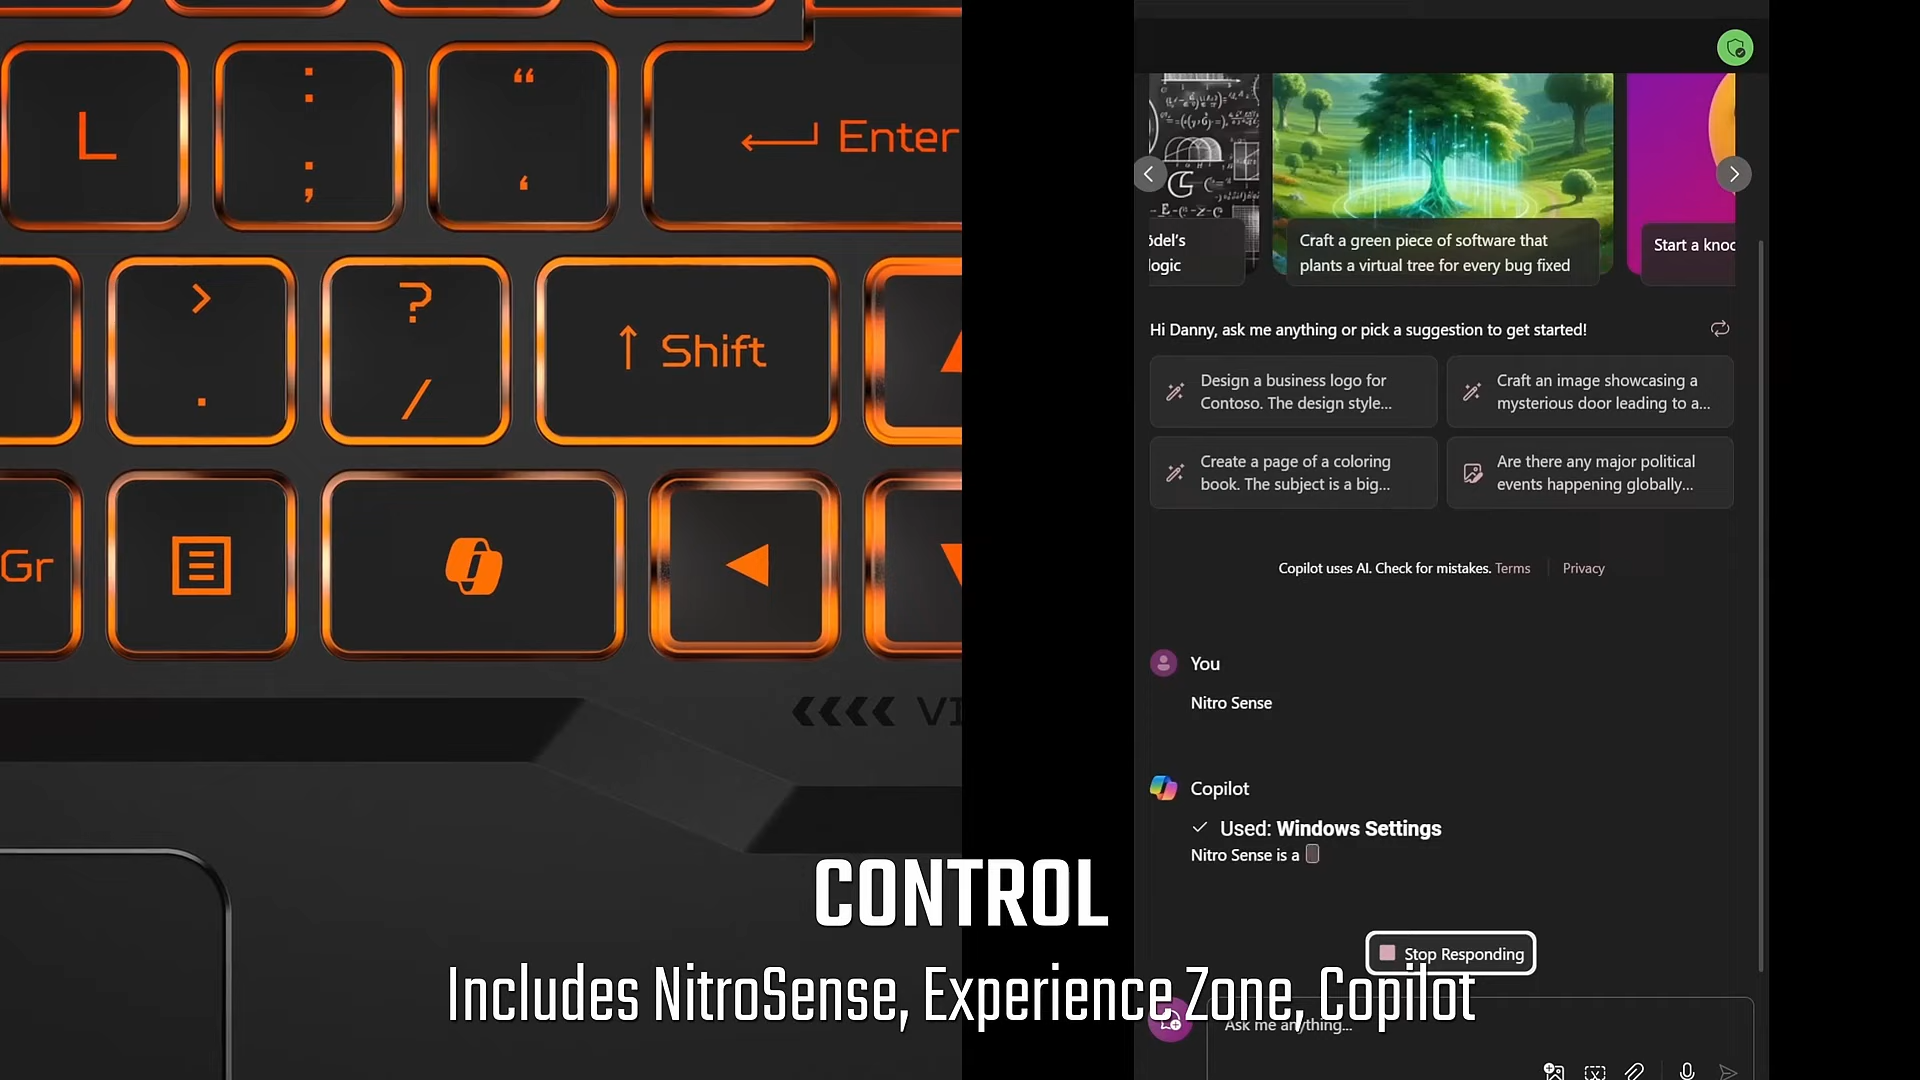 L
:
;
“
‘
Enter
>
.
?
/
↑ Shift
Gr
ödel's
logic
Craft a green piece of software that
plants a virtual tree for every bug fixed
Start a knoc
Hi Danny, ask me anything or pick a suggestion to get started!
Design a business logo for
Contoso. The design style...
Craft an image showcasing a
mysterious door leading to a...
Create a page of a coloring
book. The subject is a big...
Are there any major political
events happening globally...
Copilot uses AI. Check for mistakes. Terms
Privacy
You
Nitro Sense
Copilot
Used: Windows Settings
Nitro Sense is a
CONTROL
Stop Responding
Includes NitroSense, Experience Zone, Copilot
Ask me anything...